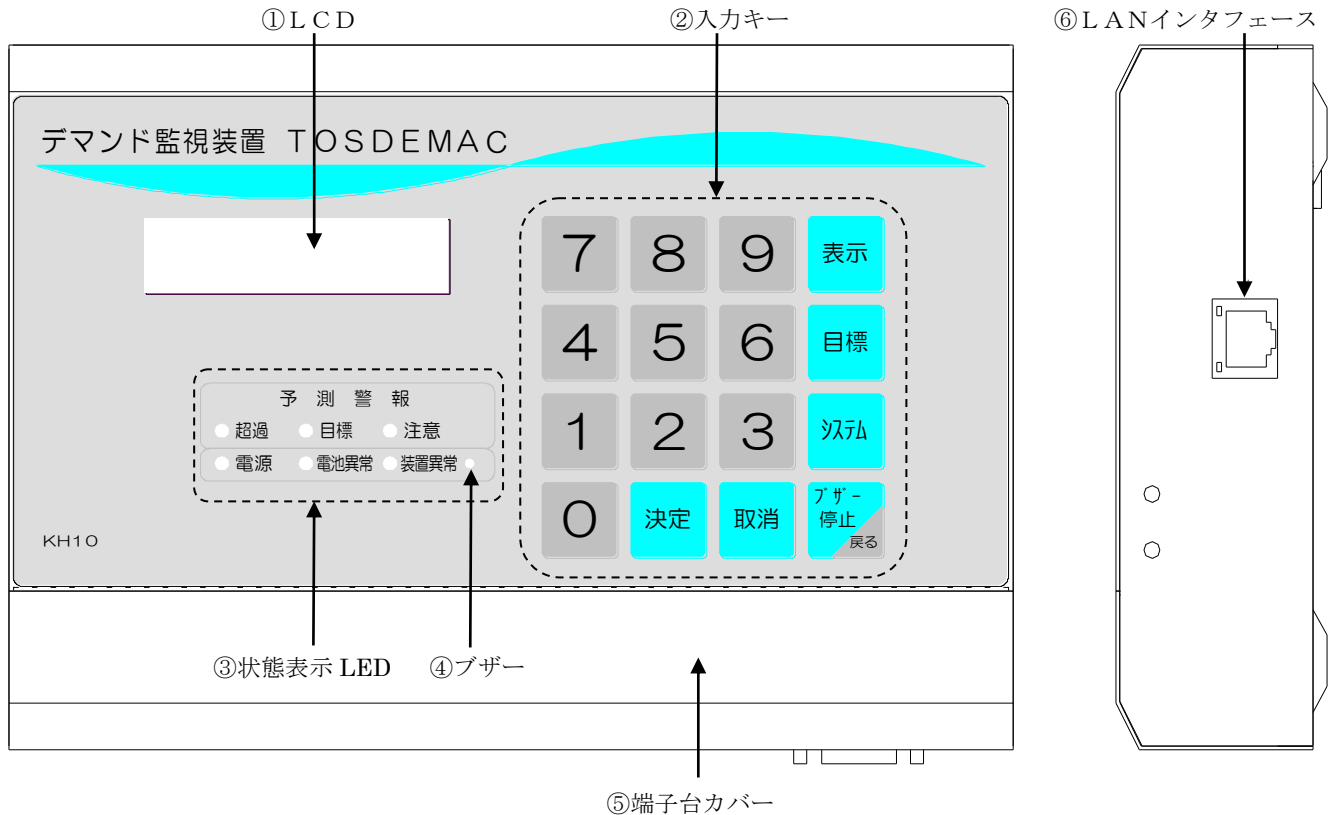 ①ＬＣＤ ②入力キー ⑥ＬＡＮインタフェース
デマンド監視装置 ＴＯＳＤＥＭＡＣ
７ ８ ９ 表示
４ ５ ６ 目標
予測警報
超過 目標 注意
電源 電池異常 装置異常
１ ２ ３ ｼｽﾃﾑ
０ 決定 取消 ﾌﾞｻﾞｰ
停止
戻る
KH10
③状態表示 LED ④ブザー
⑤端子台カバー